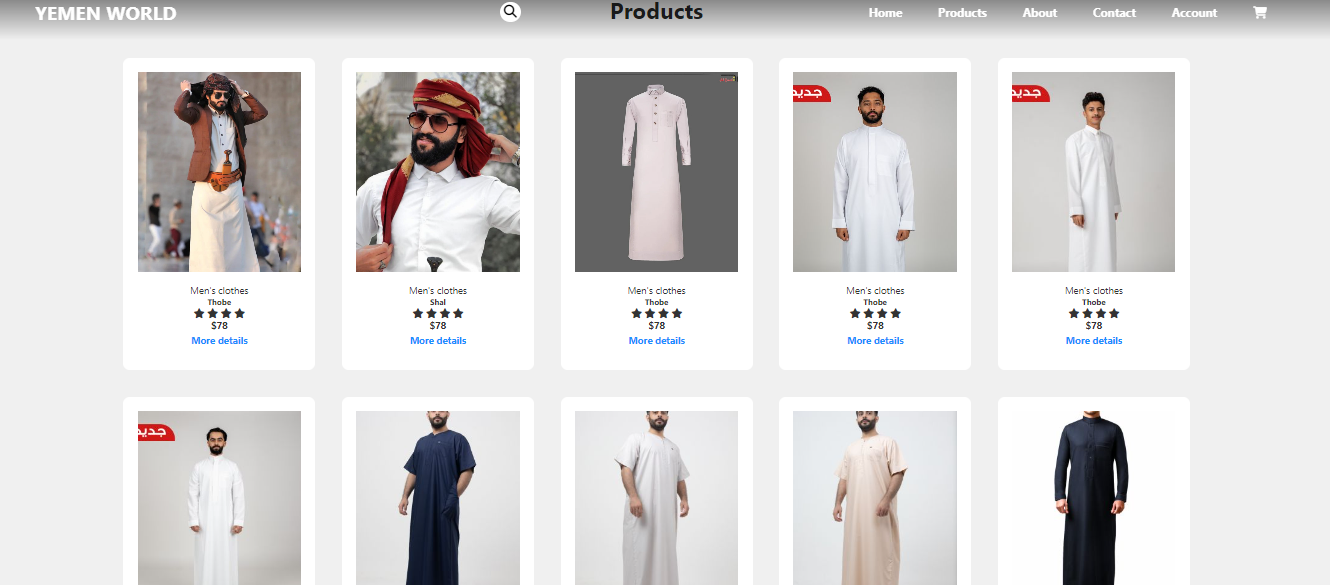 YEMEN WORLD
Products
Home
Products
About
Contact
Account
جديد
جديد
Men's clothes
Thobe
$78
More details
Men's clothes
Shal
$78
More details
Men's clothes
Thobe
$78
More details
Men's clothes
Thobe
$78
More details
Men's clothes
Thobe
$78
More details
جديد